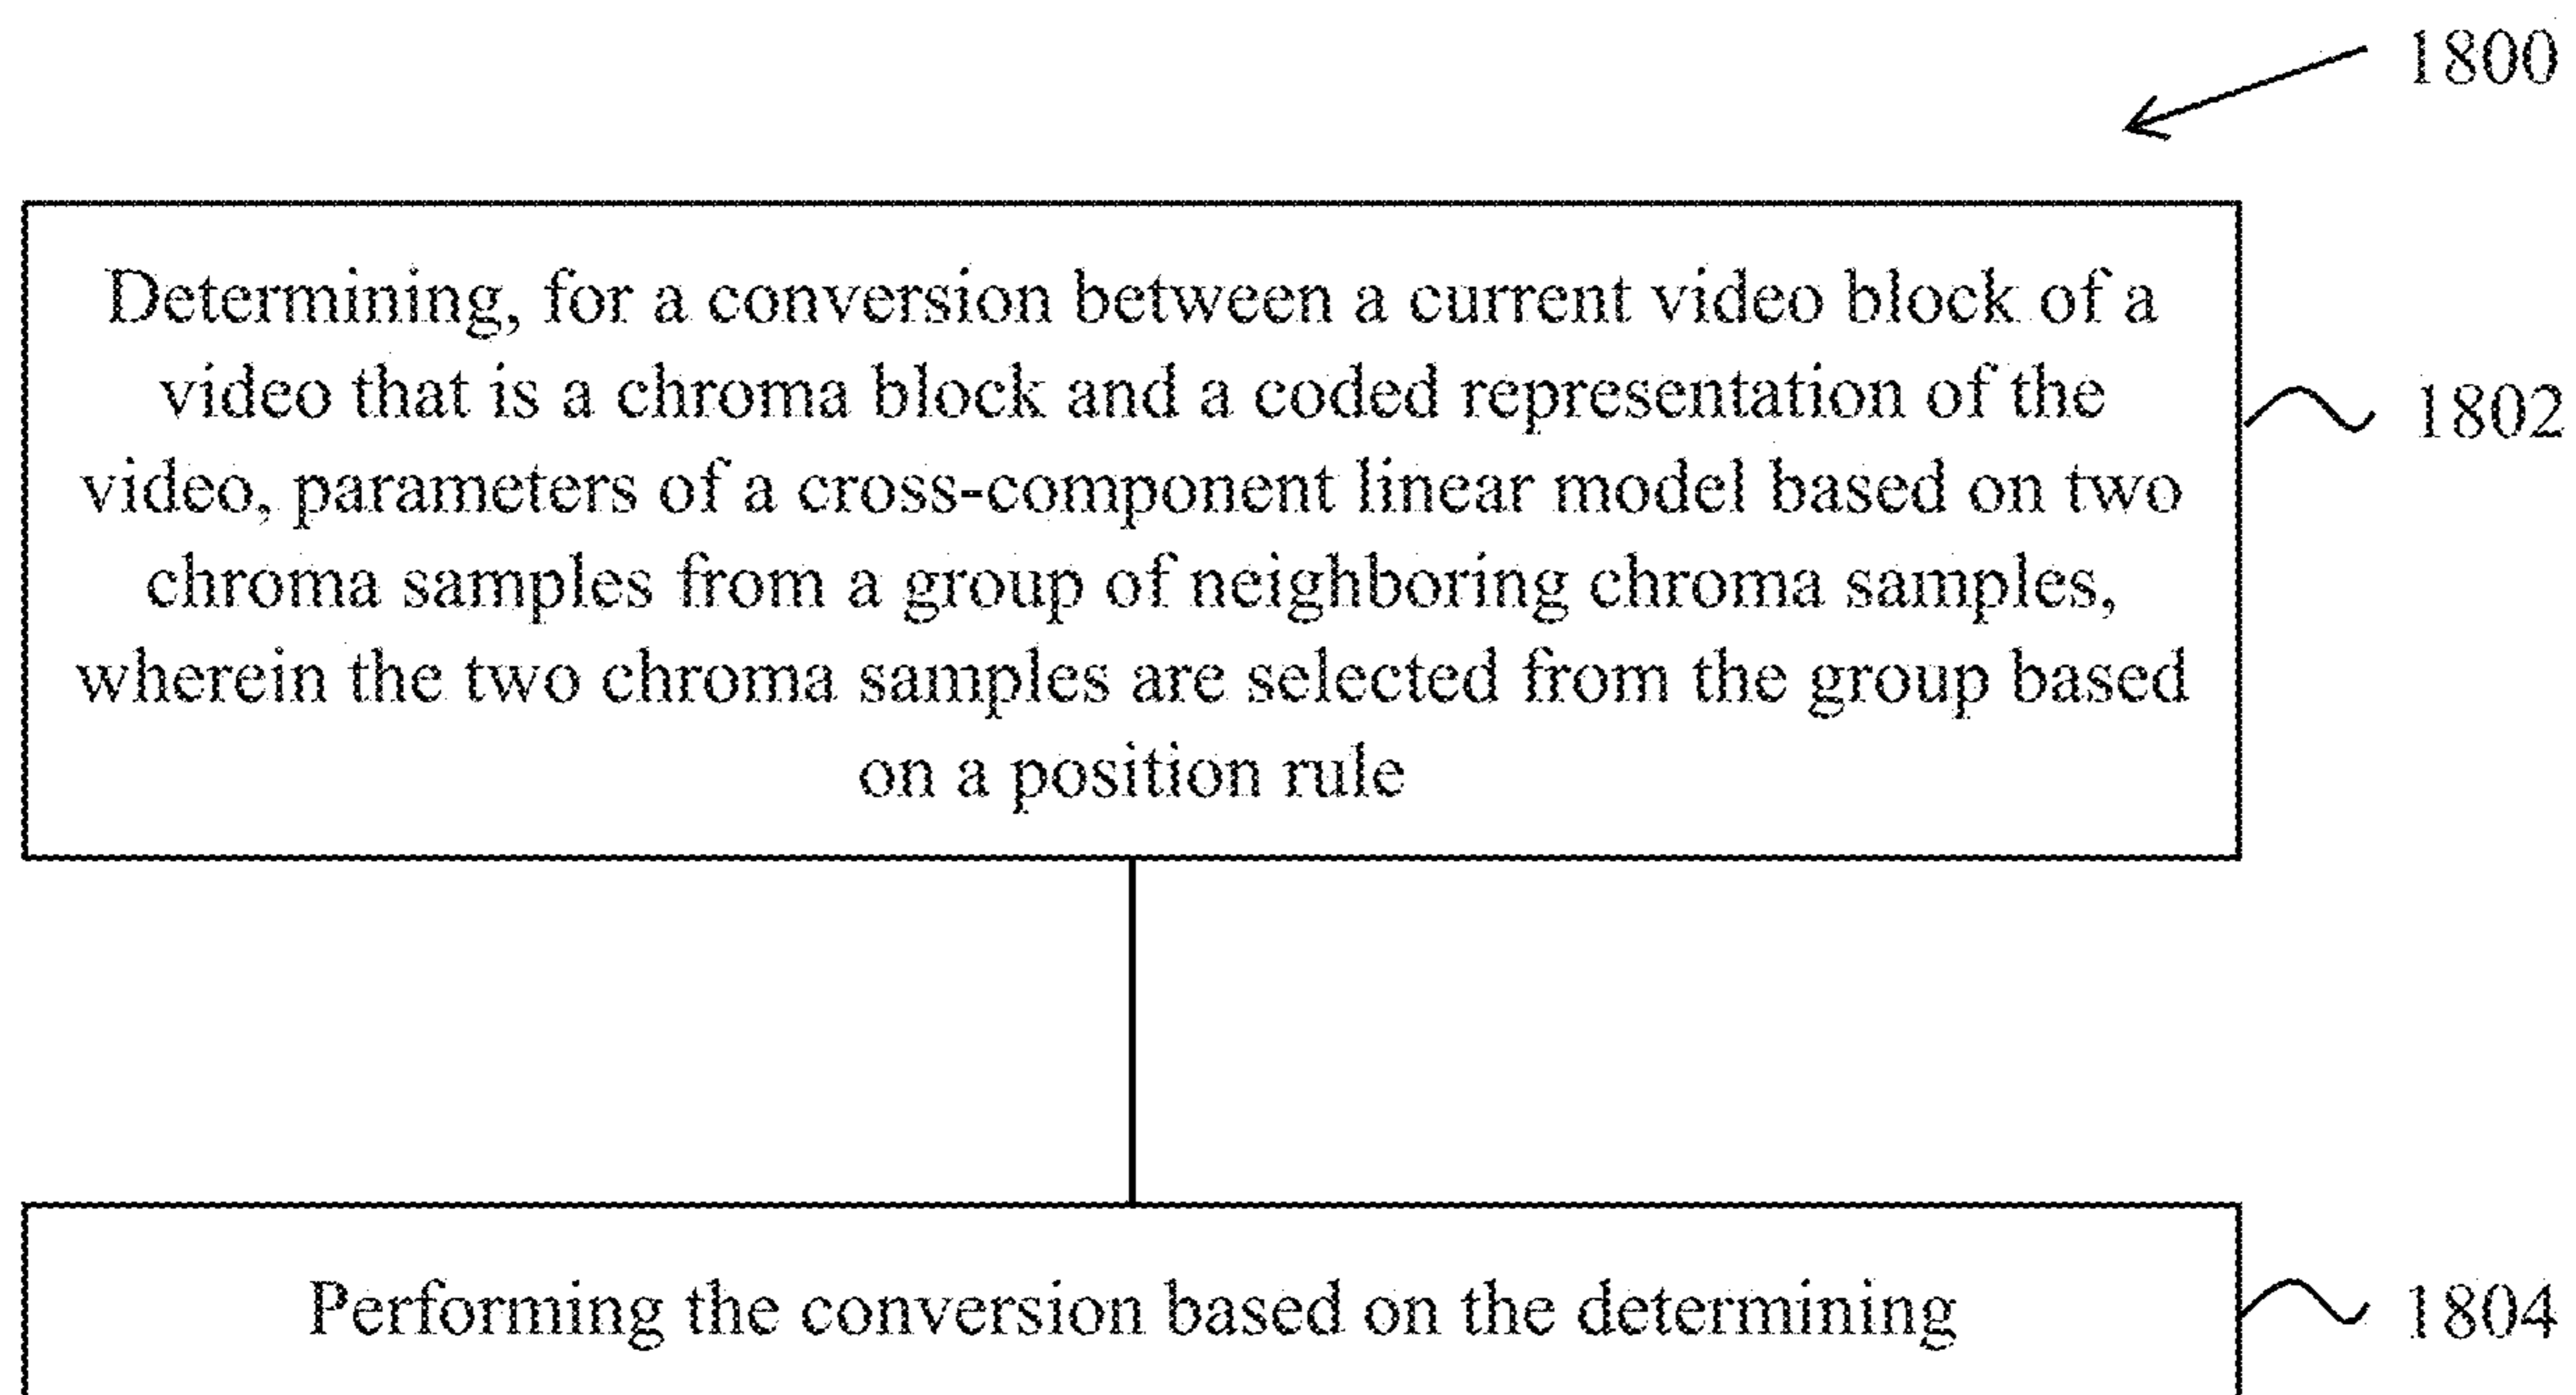 1800
Determining, for a conversion between a current video block of a
video that is a chroma block and a coded representation of the
video, parameters of a cross-component linear model based on two
chroma samples from a group of neighboring chroma samples,
wherein the two chroma samples are selected from the group based
on a position rule
1802
Performing the conversion based on the determining
1804